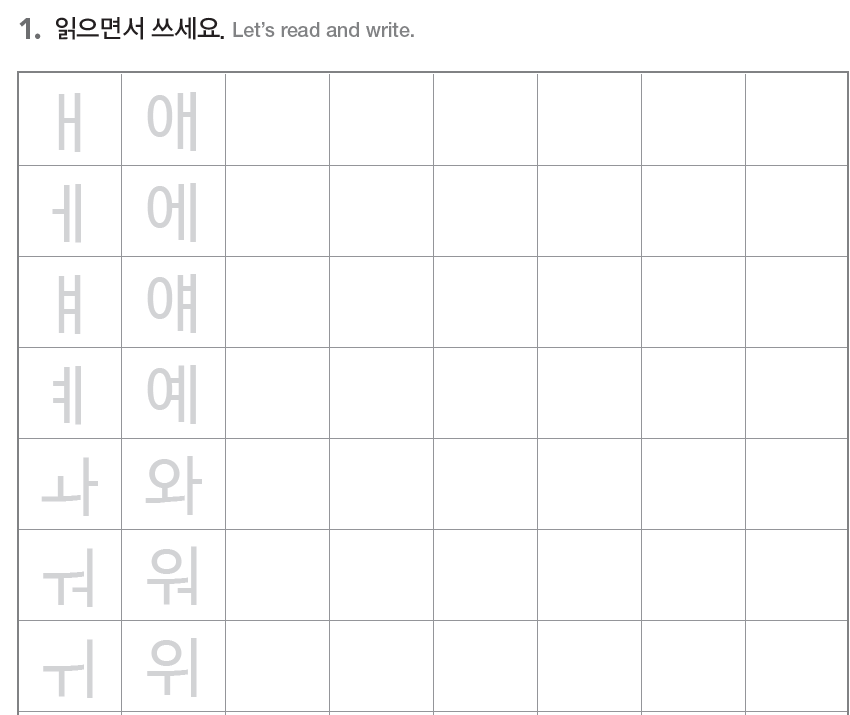 1. 읽으면서 쓰세요. Let's read and write.
ㅐ 애
ㅔ 에
ㅒ 얘
ㅖ 예
ㅘ 와
ㅝ 워
ㅟ 위